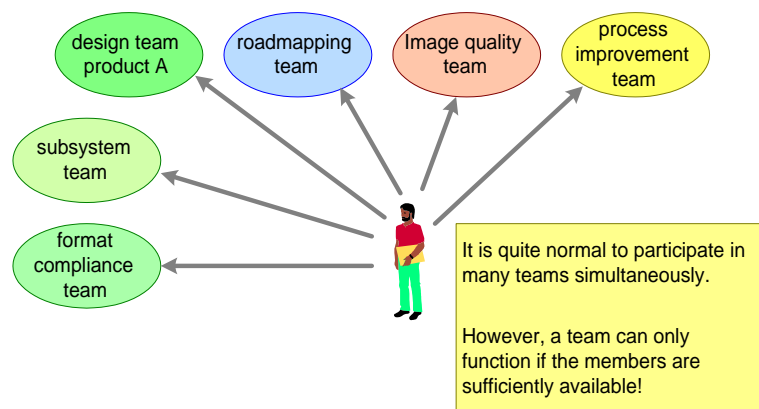 design team
product A
roadmapping
team
Image quality
team
process
improvement
team
subsystem
team
format
compliance
team
It is quite normal to participate in
many teams simultaneously.
However, a team can only
function if the members are
sufficiently available!